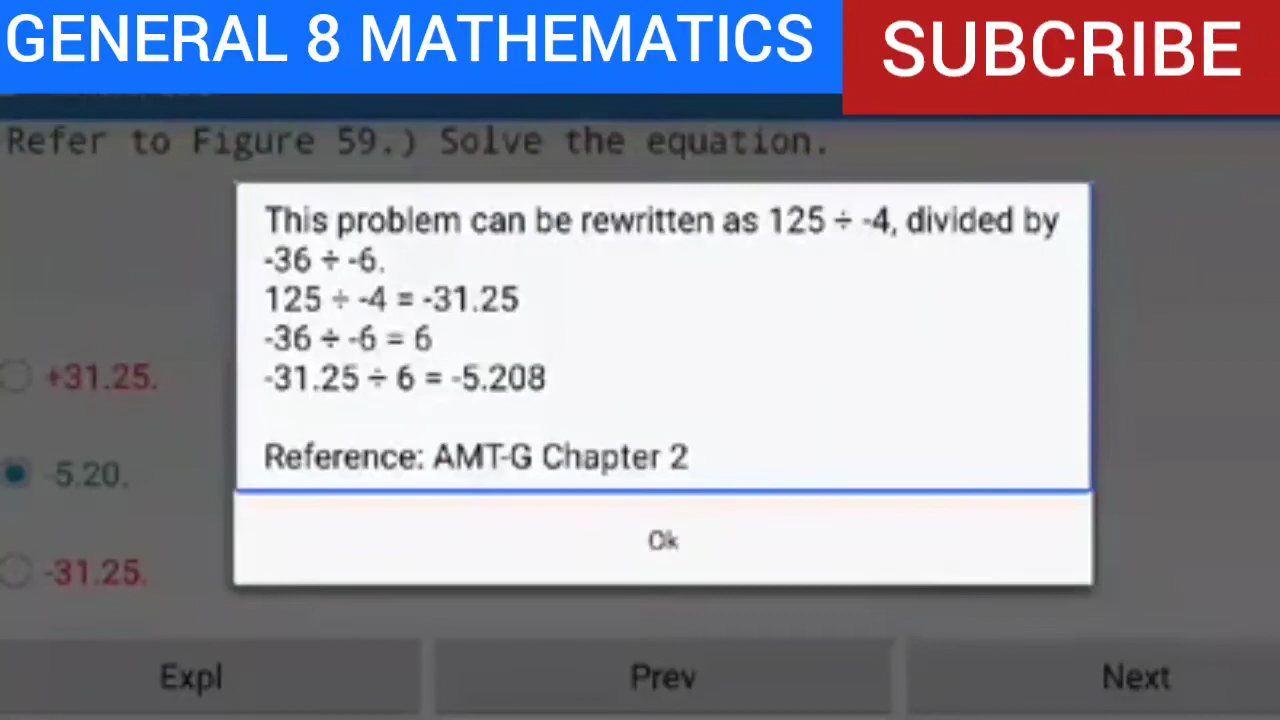 GENERAL 8 MATHEMATICS
SUBCRIBE
Refer to Figure 59.) Solve the equation.
This problem can be rewritten as 125 ÷ -4, divided by
-36 ÷ -6.
125 ÷ -4 = -31.25
-36 ÷ -6 = 6
-31.25 ÷ 6 = -5.208
Reference: AMT-G Chapter 2
Ok
+31.25.
-5.20.
-31.25.
Expl
Prev
Next